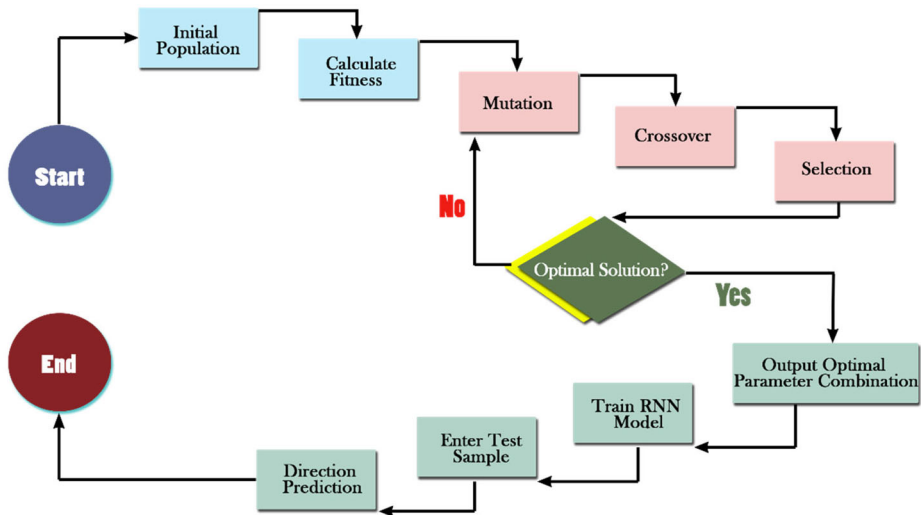 Start
Initial
Population
Calculate
Fitness
Mutation
Crossover
Selection
Optimal Solution?
No
Yes
Output Optimal
Parameter Combination
Train RNN
Model
Enter Test
Sample
Direction
Prediction
End